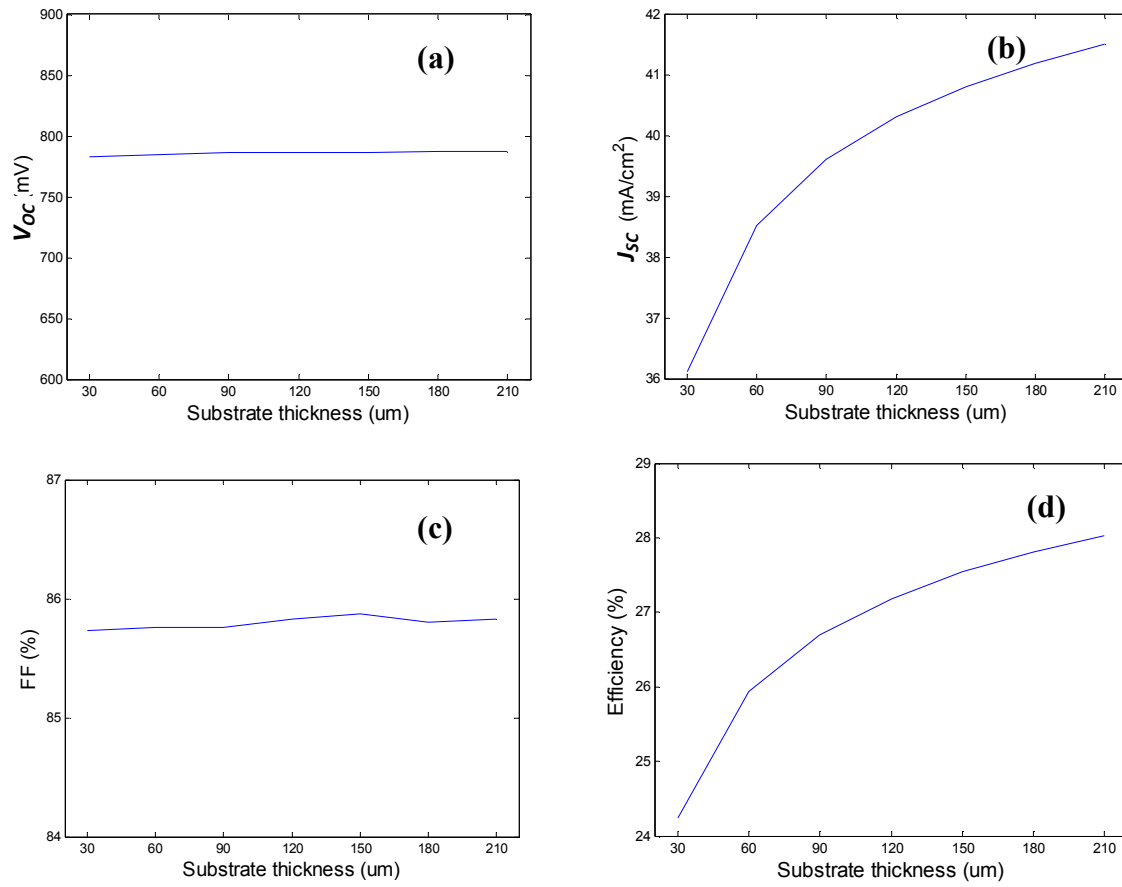 (a)
900
850
800
750
700
650
600
V_OC (mV)
30 60 90 120 150 180 210
Substrate thickness (um)
(b)
42
41
40
39
38
37
36
J_SC (mA/cm²)
30 60 90 120 150 180 210
Substrate thickness (um)
(c)
87
86
85
84
FF (%)
30 60 90 120 150 180 210
Substrate thickness (um)
(d)
29
28
27
26
25
24
Efficiency (%)
30 60 90 120 150 180 210
Substrate thickness (um)